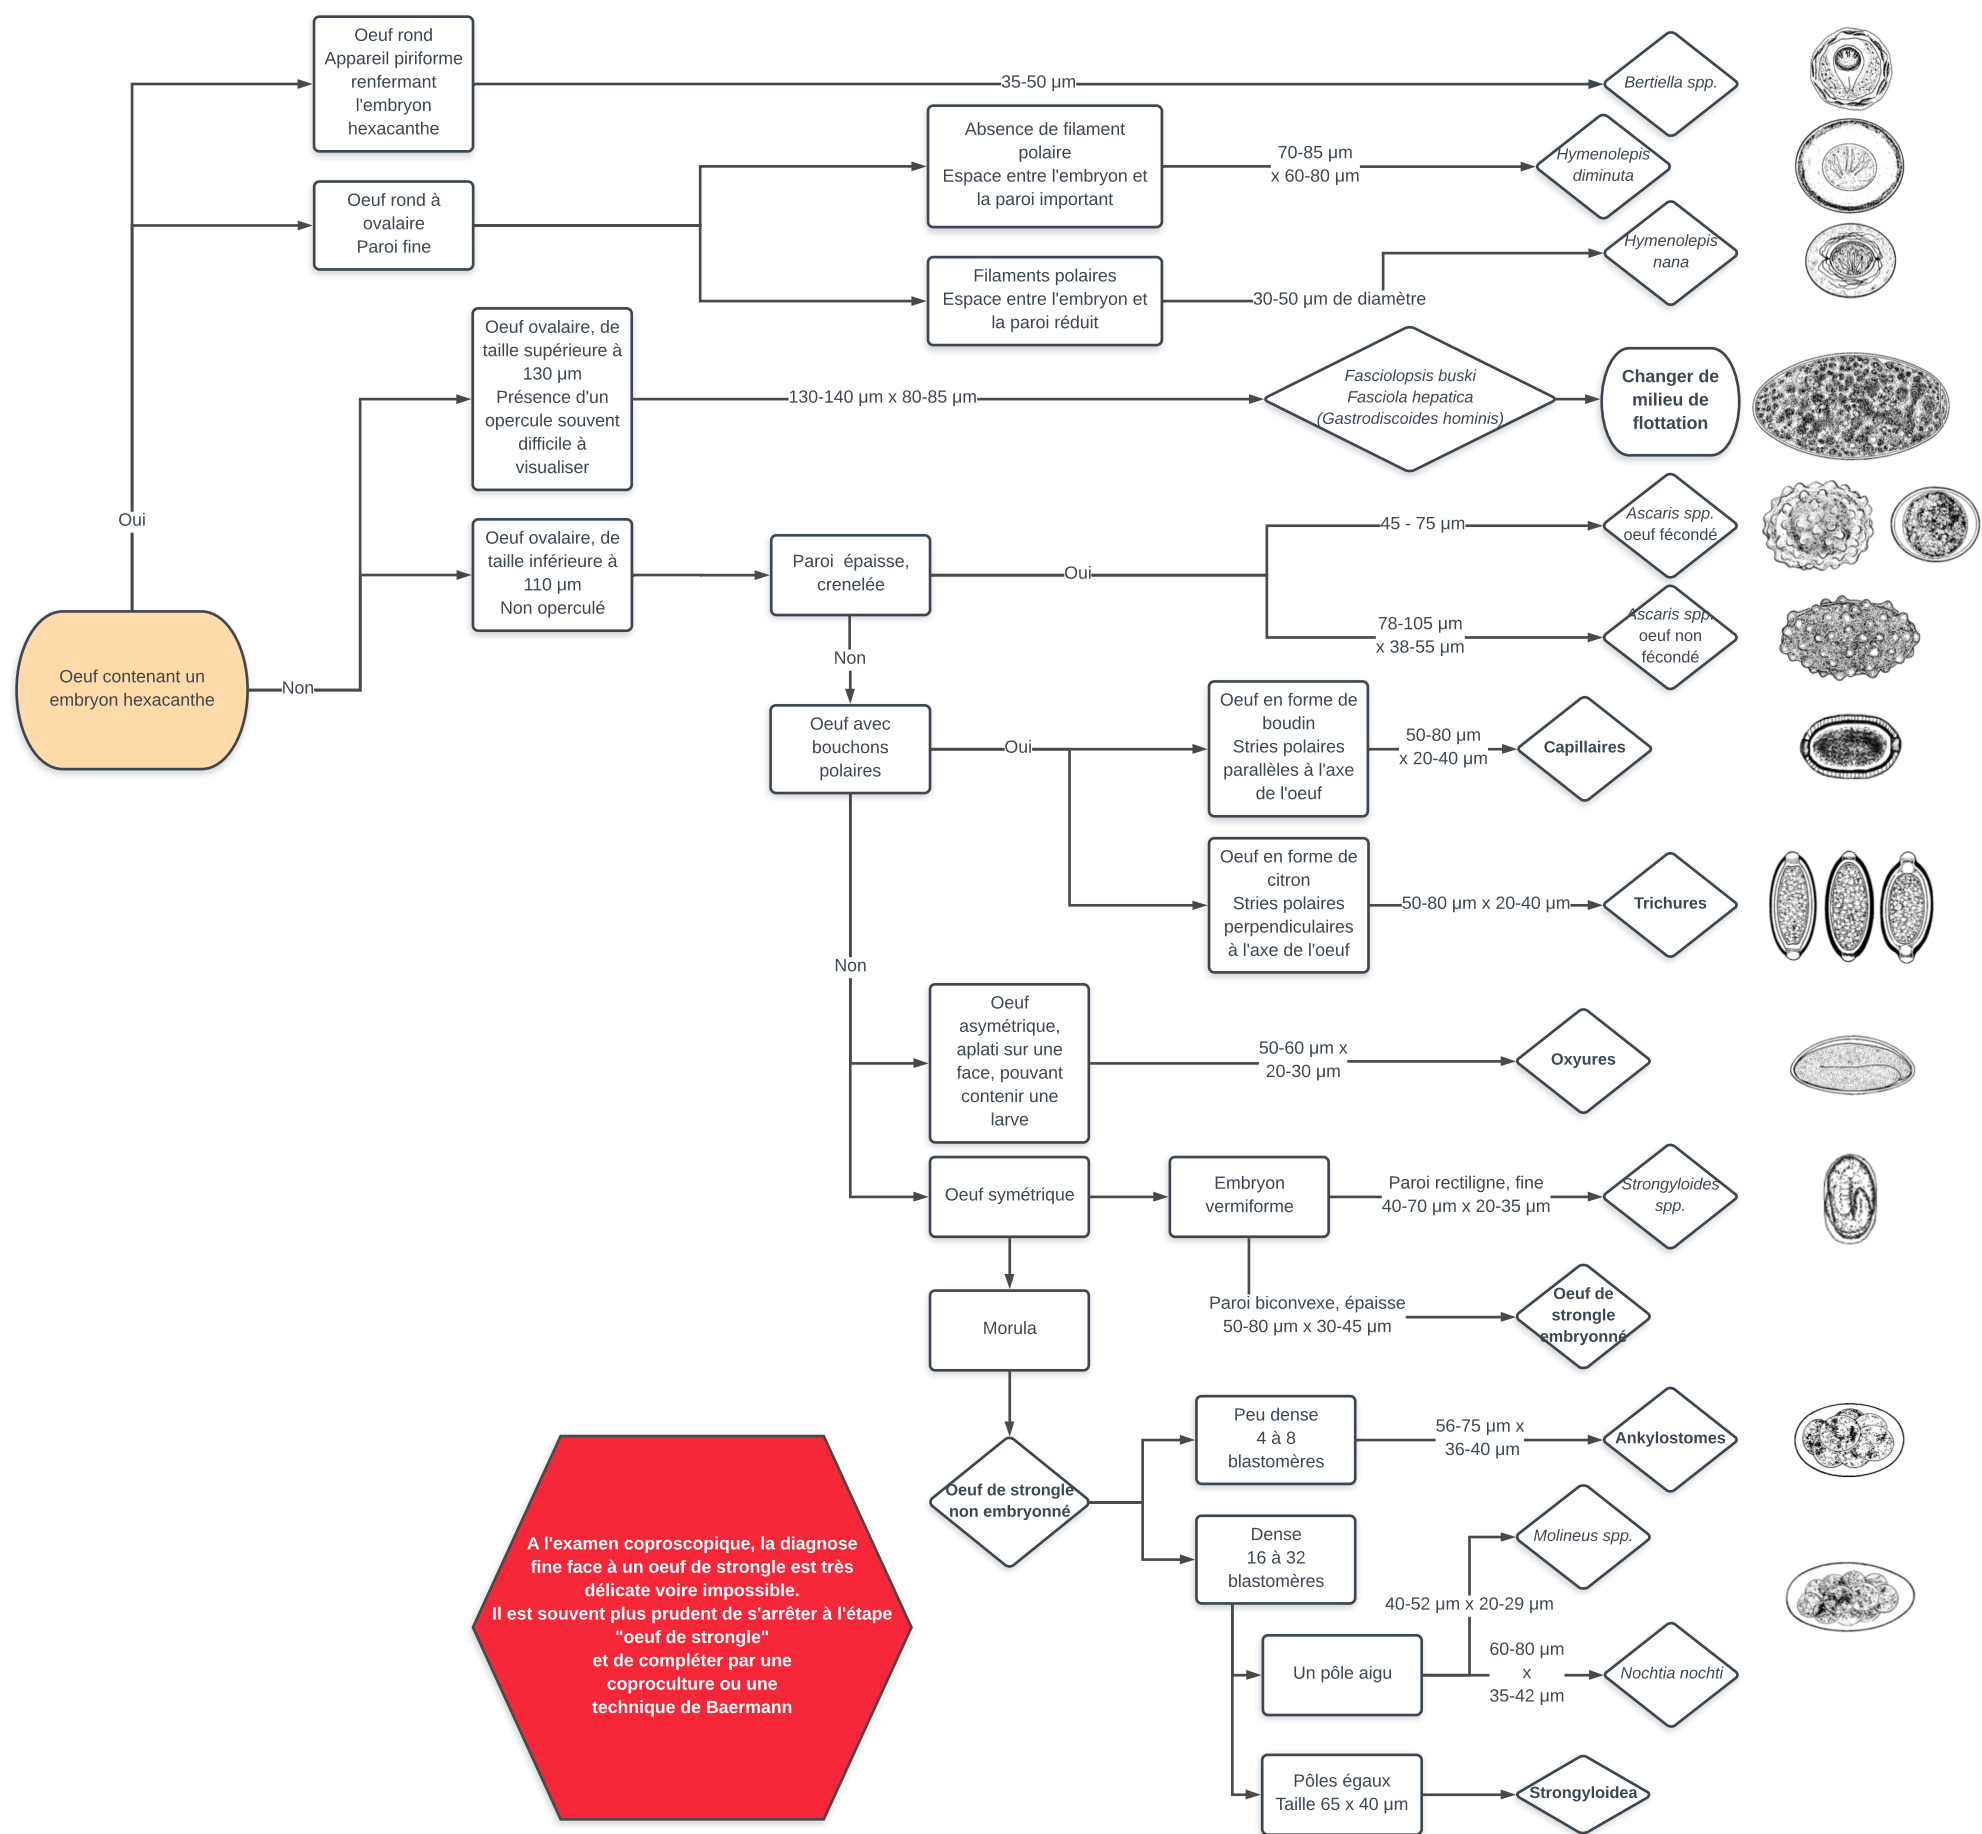 Oeuf rond
Appareil piriforme
renfermant
l'embryon
hexacanthe
35-50 µm
Bertiella spp.
Absence de filament
polaire
Espace entre l'embryon et
la paroi important
70-85 µm
x 60-80 µm
Hymenolepis
diminuta
Oeuf rond à
ovalaire
Paroi fine
Filaments polaires
Espace entre l'embryon et
la paroi réduit
30-50 µm de diamètre
Hymenolepis
nana
Oeuf ovalaire, de
taille supérieure à
130 µm
Présence d'un
opercule souvent
difficile à
visualiser
130-140 µm x 80-85 µm
Fasciolopsis buski
Fasciola hepatica
(Gastrodiscoides hominis)
Changer de
milieu de
flottation
Oui
Oeuf ovalaire, de
taille inférieure à
110 µm
Non operculé
Paroi  épaisse,
crenelée
Oui
45 - 75 µm
Ascaris spp.
oeuf fécondé
78-105 µm
x 38-55 µm
Ascaris spp.
oeuf non
fécondé
Oeuf contenant un
embryon hexacanthe
Non
Non
Oeuf avec
bouchons
polaires
Oui
Oeuf en forme de
boudin
Stries polaires
parallèles à l'axe
de l'oeuf
50-80 µm
x 20-40 µm
Capillaires
Oeuf en forme de
citron
Stries polaires
perpendiculaires
à l'axe de l'oeuf
50-80 µm x 20-40 µm
Trichures
Non
Oeuf
asymétrique,
aplati sur une
face, pouvant
contenir une
larve
50-60 µm x
20-30 µm
Oxyures
Oeuf symétrique
Embryon
vermiforme
Paroi rectiligne, fine
40-70 µm x 20-35 µm
Strongyloides
spp.
Paroi biconvexe, épaisse
50-80 µm x 30-45 µm
Oeuf de
strongle
embryonné
Morula
Oeuf de strongle
non embryonné
Peu dense
4 à 8
blastomères
56-75 µm x
36-40 µm
Ankylostomes
Dense
16 à 32
blastomères
Molineus spp.
40-52 µm x 20-29 µm
Un pôle aigu
60-80 µm
x
35-42 µm
Nochtia nochti
Pôles égaux
Taille 65 x 40 µm
Strongyloidea
A l'examen coproscopique, la diagnose
fine face à un oeuf de strongle est très
délicate voire impossible.
Il est souvent plus prudent de s'arrêter à l'étape
"oeuf de strongle"
et de compléter par une
coproculture ou une
technique de Baermann